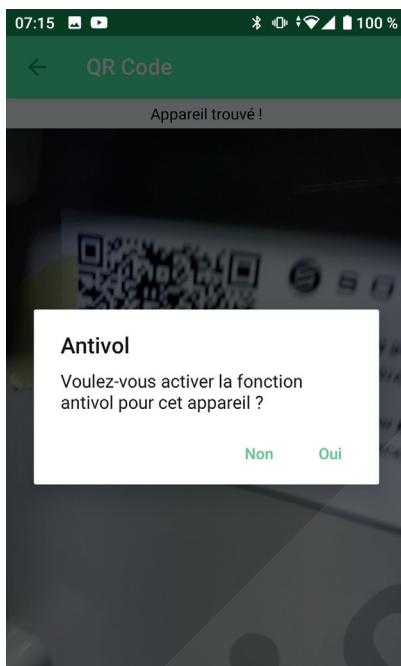 07:15 100 %
QR Code
Appareil trouvé !
Antivol
Voulez-vous activer la fonction
antivol pour cet appareil ?
Non Oui